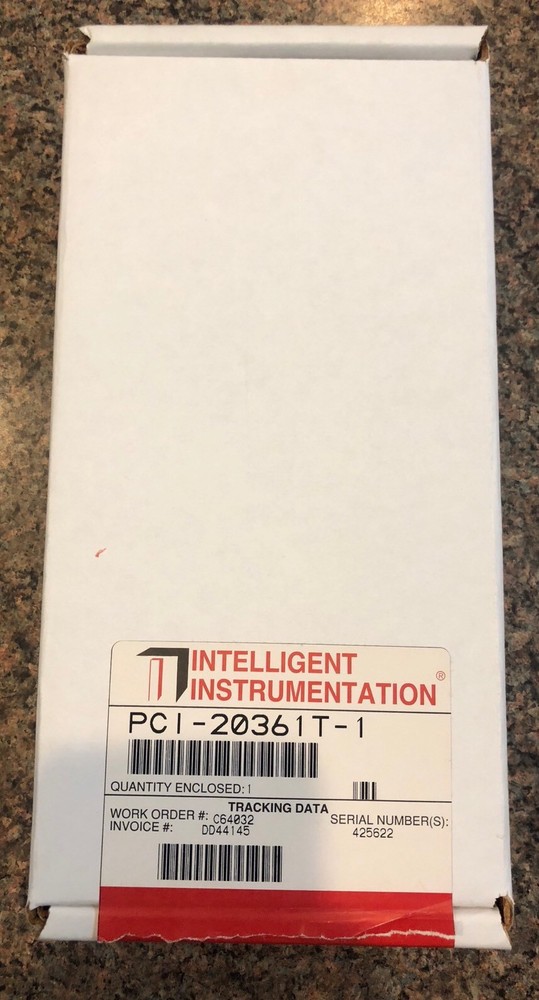 INTELLIGENT
INSTRUMENTATION®
PCI-20361T-1
QUANTITY ENCLOSED: 1
TRACKING DATA
WORK ORDER #: C64032
SERIAL NUMBER(S):
INVOICE #: DD44145
425622